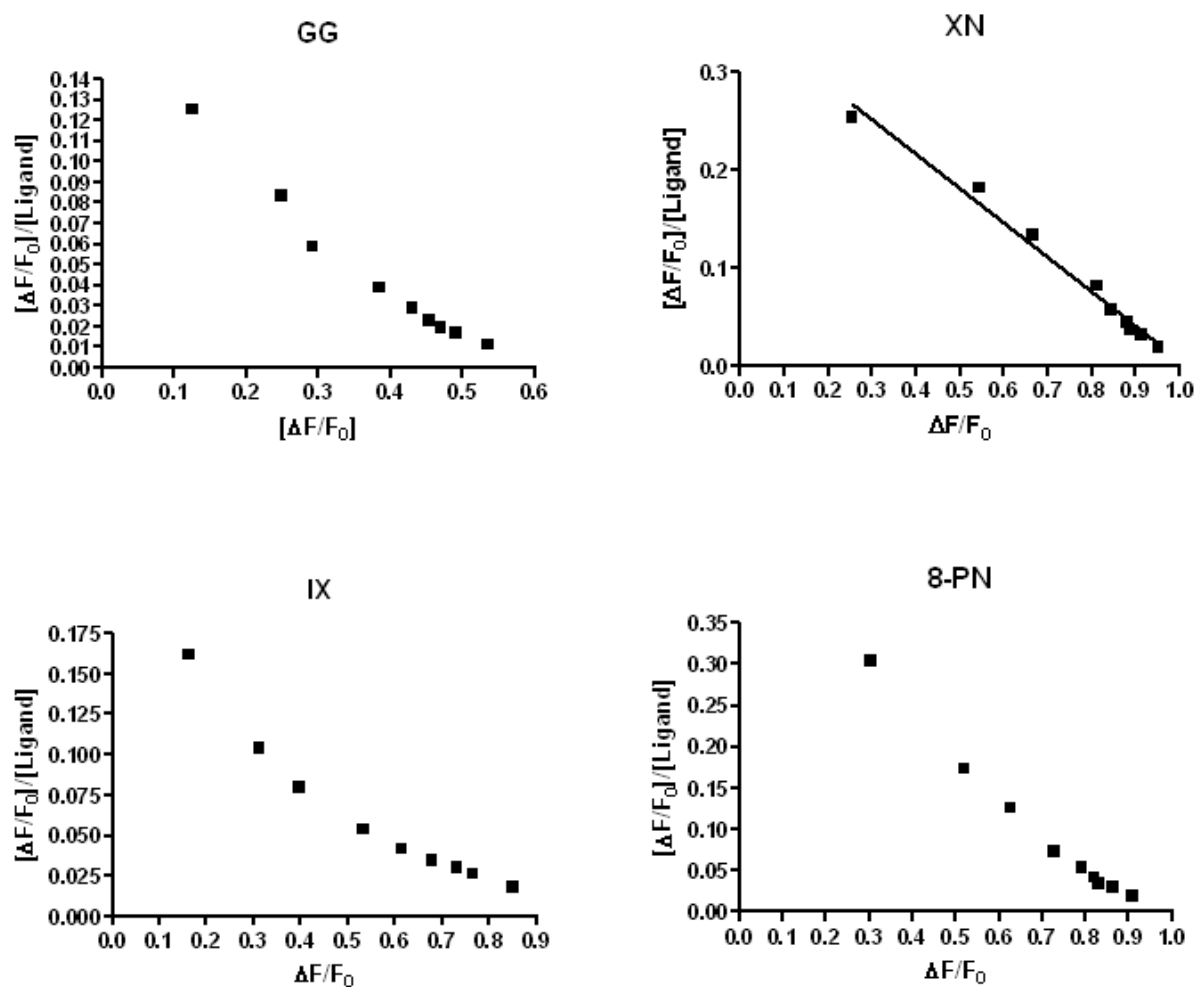 GG
[ΔF/F0]/[Ligand]
0.14
0.13
0.12
0.11
0.10
0.09
0.08
0.07
0.06
0.05
0.04
0.03
0.02
0.01
0.00
0.0 0.1 0.2 0.3 0.4 0.5 0.6
[ΔF/F0]
XN
[ΔF/F0]/[Ligand]
0.3
0.2
0.1
0.0
0.0 0.1 0.2 0.3 0.4 0.5 0.6 0.7 0.8 0.9 1.0
ΔF/F0
IX
[ΔF/F0]/[Ligand]
0.175
0.150
0.125
0.100
0.075
0.050
0.025
0.000
0.0 0.1 0.2 0.3 0.4 0.5 0.6 0.7 0.8 0.9
ΔF/F0
8-PN
[ΔF/F0]/[Ligand]
0.35
0.30
0.25
0.20
0.15
0.10
0.05
0.00
0.0 0.1 0.2 0.3 0.4 0.5 0.6 0.7 0.8 0.9 1.0
ΔF/F0